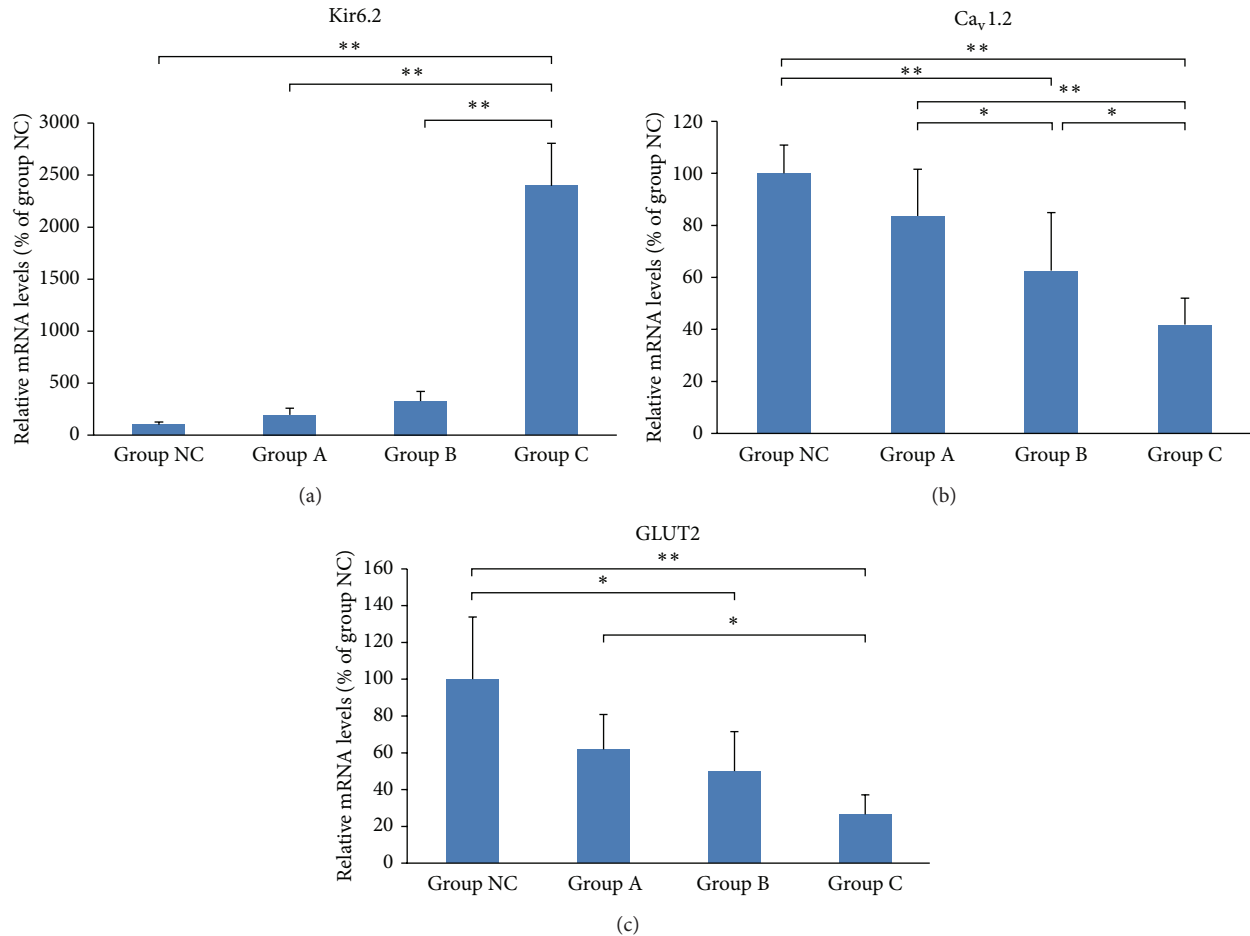 Kir6.2
**
**
**
Relative mRNA levels (% of group NC)
3000
2500
2000
1500
1000
500
0
Group NC Group A Group B Group C
(a)
Caᵥ1.2
**
**
**
* *
Relative mRNA levels (% of group NC)
120
100
80
60
40
20
0
Group NC Group A Group B Group C
(b)
GLUT2
**
*
*
Relative mRNA levels (% of group NC)
160
140
120
100
80
60
40
20
0
Group NC Group A Group B Group C
(c)